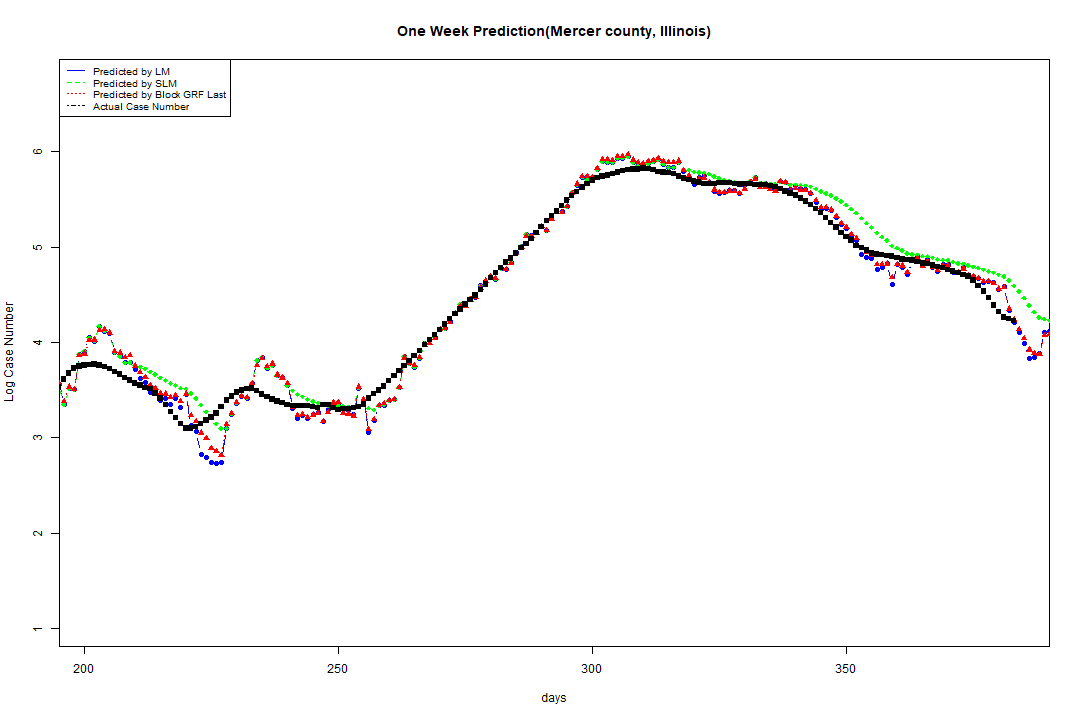 One Week Prediction(Mercer county, Illinois)
Predicted by LM
Predicted by SLM
Predicted by Block GRF Last
Actual Case Number
6
5
4
3
2
1
Log Case Number
200
250
300
350
days